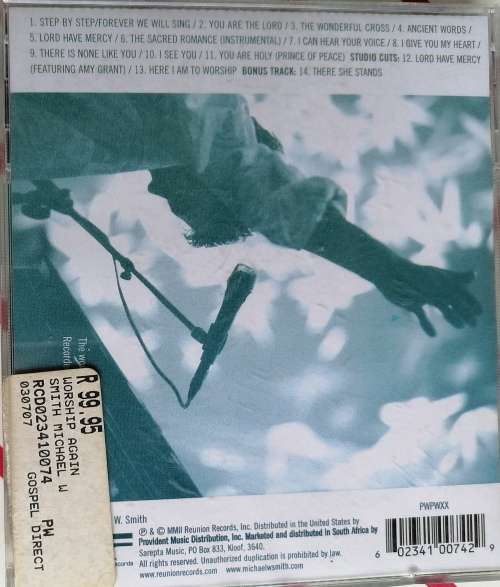 1. STEP BY STEP/FOREVER WE WILL SING / 2. YOU ARE THE LORD / 3. THE WONDERFUL CROSS / 4. ANCIENT WORDS /
5. LORD HAVE MERCY / 6. THE SACRED ROMANCE (INSTRUMENTAL) / 7. I CAN HEAR YOUR VOICE / 8. I GIVE YOU MY HEART /
9. THERE IS NONE LIKE YOU / 10. I SEE YOU / 11. YOU ARE HOLY (PRINCE OF PEACE) STUDIO CUTS: 12. LORD HAVE MERCY
(FEATURING AMY GRANT) / 13. HERE I AM TO WORSHIP BONUS TRACK: 14. THERE SHE STANDS
The
Records
R 99.95
WORSHIP AGAIN
SMITH MICHAEL W
RCD023410074 PW
030707 GOSPEL DIRECT
W. Smith
PWPWXX
℗ & © MMII Reunion Records, Inc. Distributed in the United States by
Provident Music Distribution, Inc. Marketed and distributed in South Africa by
Sarepta Music, PO Box 833, Kloof, 3640.
All rights reserved. Unauthorized duplication is prohibited by law.
www.reunionrecords.com www.michaelwsmith.com
6 02341 00742 9